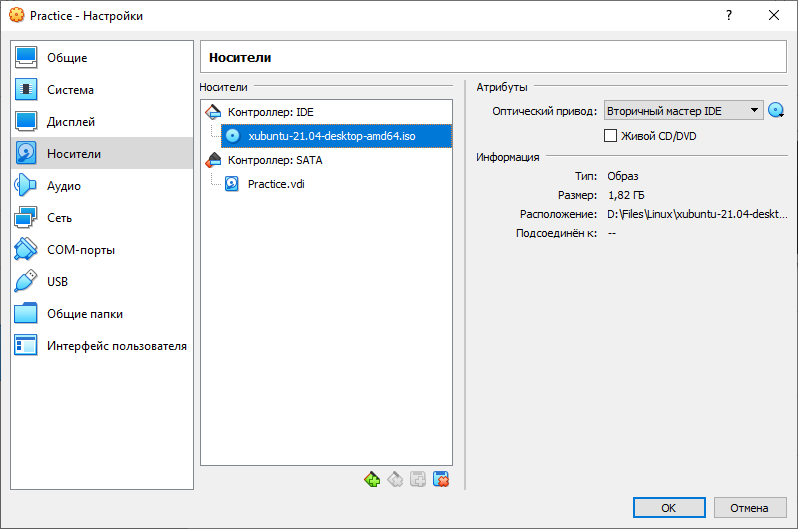 Practice - Настройки
?
Общие
Система
Дисплей
Носители
Аудио
Сеть
COM-порты
USB
Общие папки
Интерфейс пользователя
Носители
Носители
Контроллер: IDE
xubuntu-21.04-desktop-amd64.iso
Контроллер: SATA
Practice.vdi
Атрибуты
Оптический привод: Вторичный мастер IDE
Живой CD/DVD
Информация
Тип: Образ
Размер: 1,82 ГБ
Расположение: D:\Files\Linux\xubuntu-21.04-deskt...
Подсоединён к: --
OK
Отмена